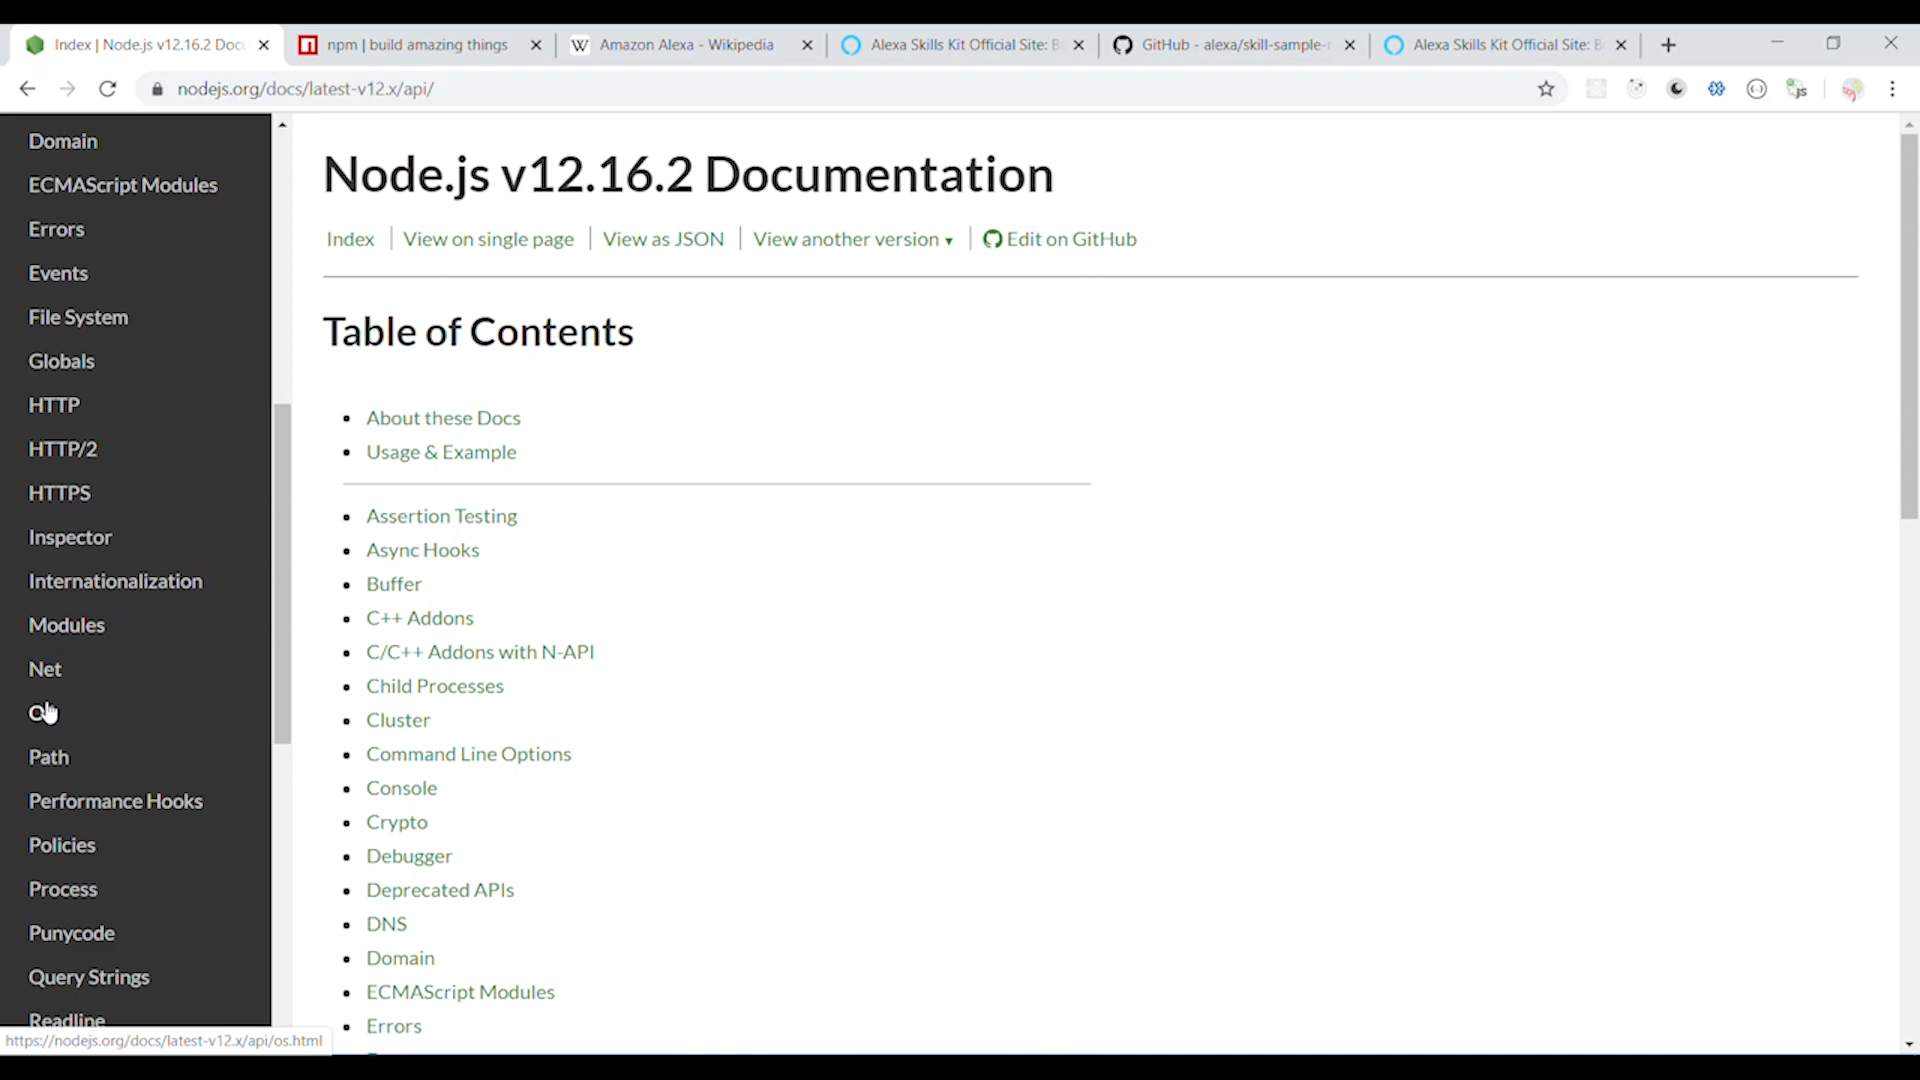 Index | Node.js v12.16.2 Doc
npm | build amazing things
Amazon Alexa - Wikipedia
Alexa Skills Kit Official Site: B
GitHub - alexa/skill-sample-
Alexa Skills Kit Official Site: B
nodejs.org/docs/latest-v12.x/api/
Domain
ECMAScript Modules
Errors
Events
File System
Globals
HTTP
HTTP/2
HTTPS
Inspector
Internationalization
Modules
Net
Path
Performance Hooks
Policies
Process
Punycode
Query Strings
Readline
https://nodejs.org/docs/latest-v12.x/api/os.html
Node.js v12.16.2 Documentation
Index | View on single page | View as JSON | View another version ▾ | Edit on GitHub
Table of Contents
About these Docs
Usage & Example
Assertion Testing
Async Hooks
Buffer
C++ Addons
C/C++ Addons with N-API
Child Processes
Cluster
Command Line Options
Console
Crypto
Debugger
Deprecated APIs
DNS
Domain
ECMAScript Modules
Errors